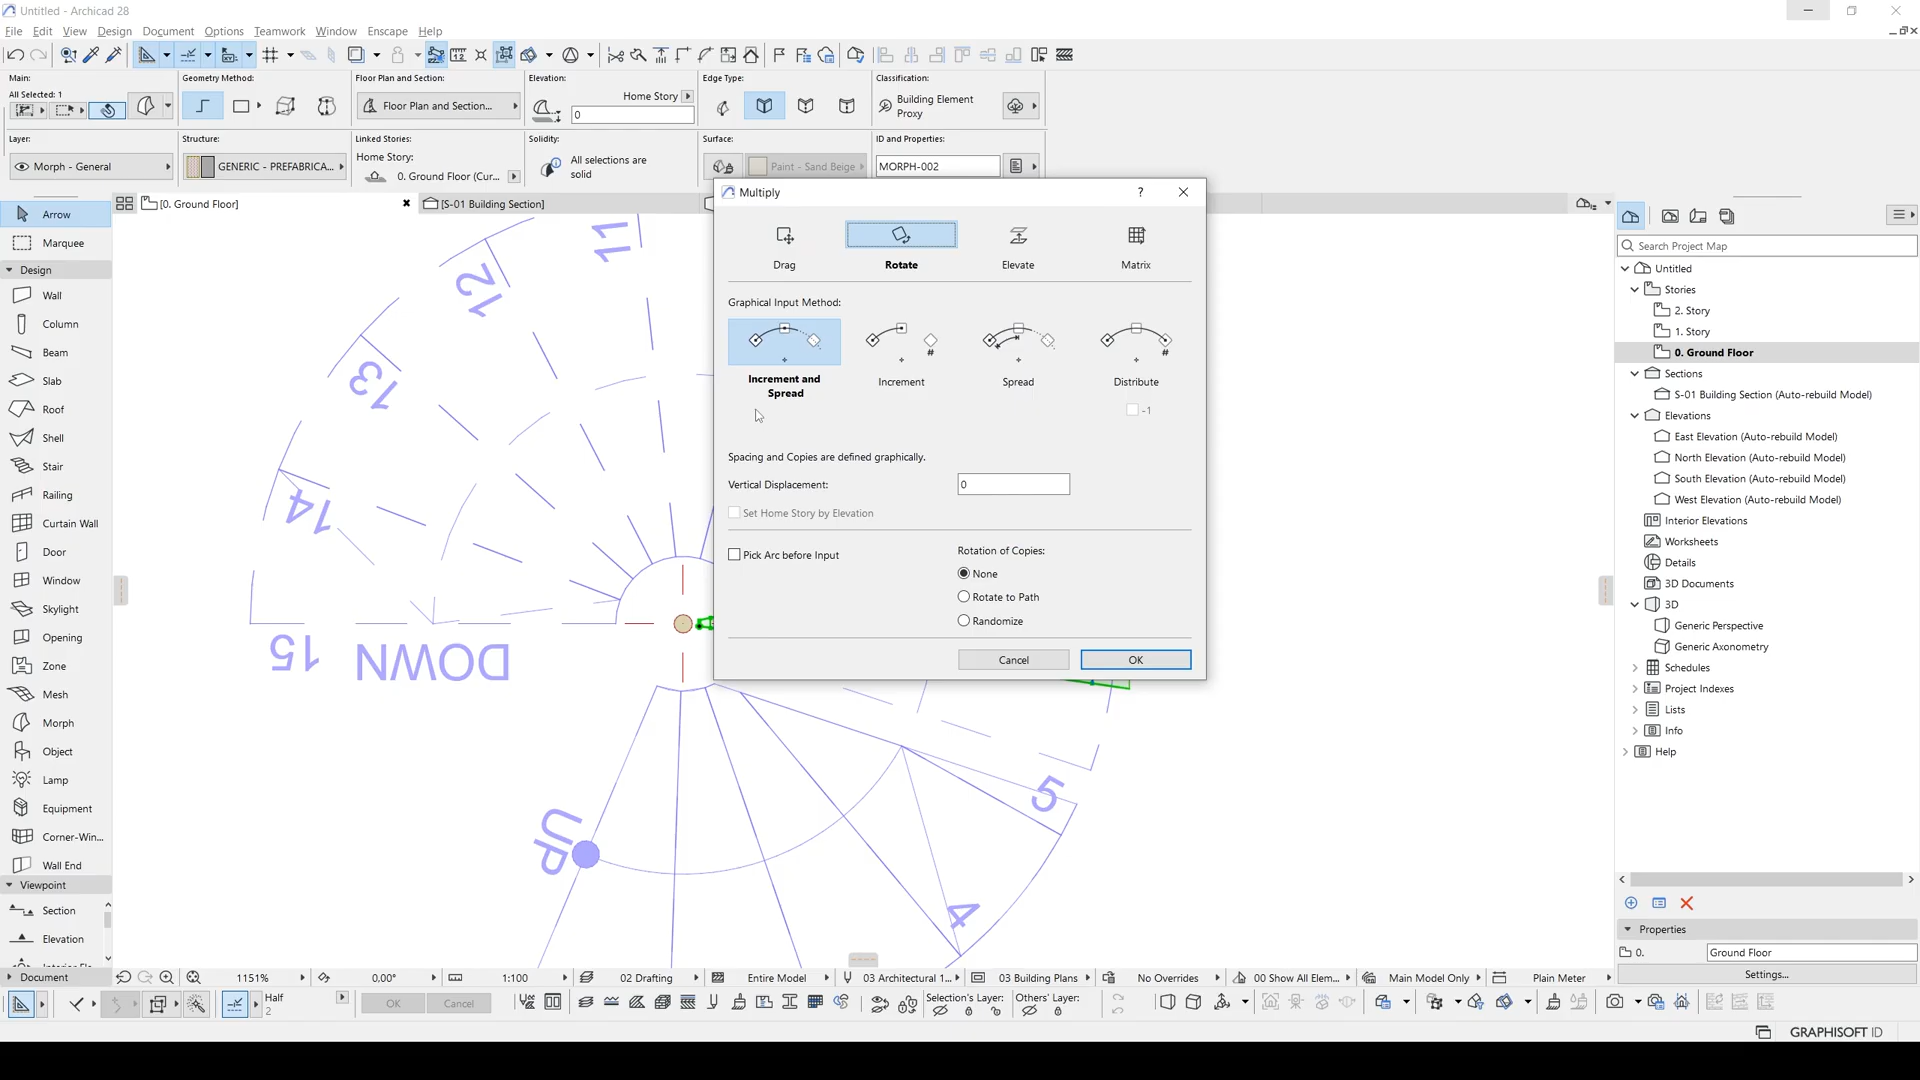 Untitled - Archicad 28
File Edit View Design Document Options Teamwork Window Enscape Help
Main:
All Selected: 1
Geometry Method:
Floor Plan and Section:
Floor Plan and Section...
Elevation:
Home Story
0
Edge Type:
Classification:
Building Element
Proxy
Layer:
Morph - General
Structure:
GENERIC - PREFABRICA...
Linked Stories:
Home Story:
0. Ground Floor (Cur...
Solidity:
All selections are
solid
Surface:
Paint - Sand Beige
ID and Properties:
MORPH-002
[0. Ground Floor]
[S-01 Building Section]
Arrow
Marquee
Design
Wall
Column
Beam
Slab
Roof
Shell
Stair
Railing
Curtain Wall
Door
Window
Skylight
Opening
Zone
Mesh
Morph
Object
Lamp
Equipment
Corner-Win...
Wall End
Viewpoint
Section
Elevation
Document
11
12
13
14
15
DOWN
UP
5
4
Multiply
?
Drag
Rotate
Elevate
Matrix
Graphical Input Method:
Increment and
Spread
Increment
#
Spread
Distribute
#
-1
Spacing and Copies are defined graphically.
Vertical Displacement:
0
Set Home Story by Elevation
Pick Arc before Input
Rotation of Copies:
None
Rotate to Path
Randomize
Cancel
OK
Search Project Map
Untitled
Stories
2. Story
1. Story
0. Ground Floor
Sections
S-01 Building Section (Auto-rebuild Model)
Elevations
East Elevation (Auto-rebuild Model)
North Elevation (Auto-rebuild Model)
South Elevation (Auto-rebuild Model)
West Elevation (Auto-rebuild Model)
Interior Elevations
Worksheets
Details
3D Documents
3D
Generic Perspective
Generic Axonometry
Schedules
Project Indexes
Lists
Info
Help
Properties
0.
Ground Floor
Settings...
1151%
0,00°
1:100
02 Drafting
Entire Model
03 Architectural 1...
03 Building Plans
No Overrides
00 Show All Elem...
Main Model Only
Plain Meter
Half
2
OK
Cancel
Selection's Layer:
Others' Layer:
GRAPHISOFT ID